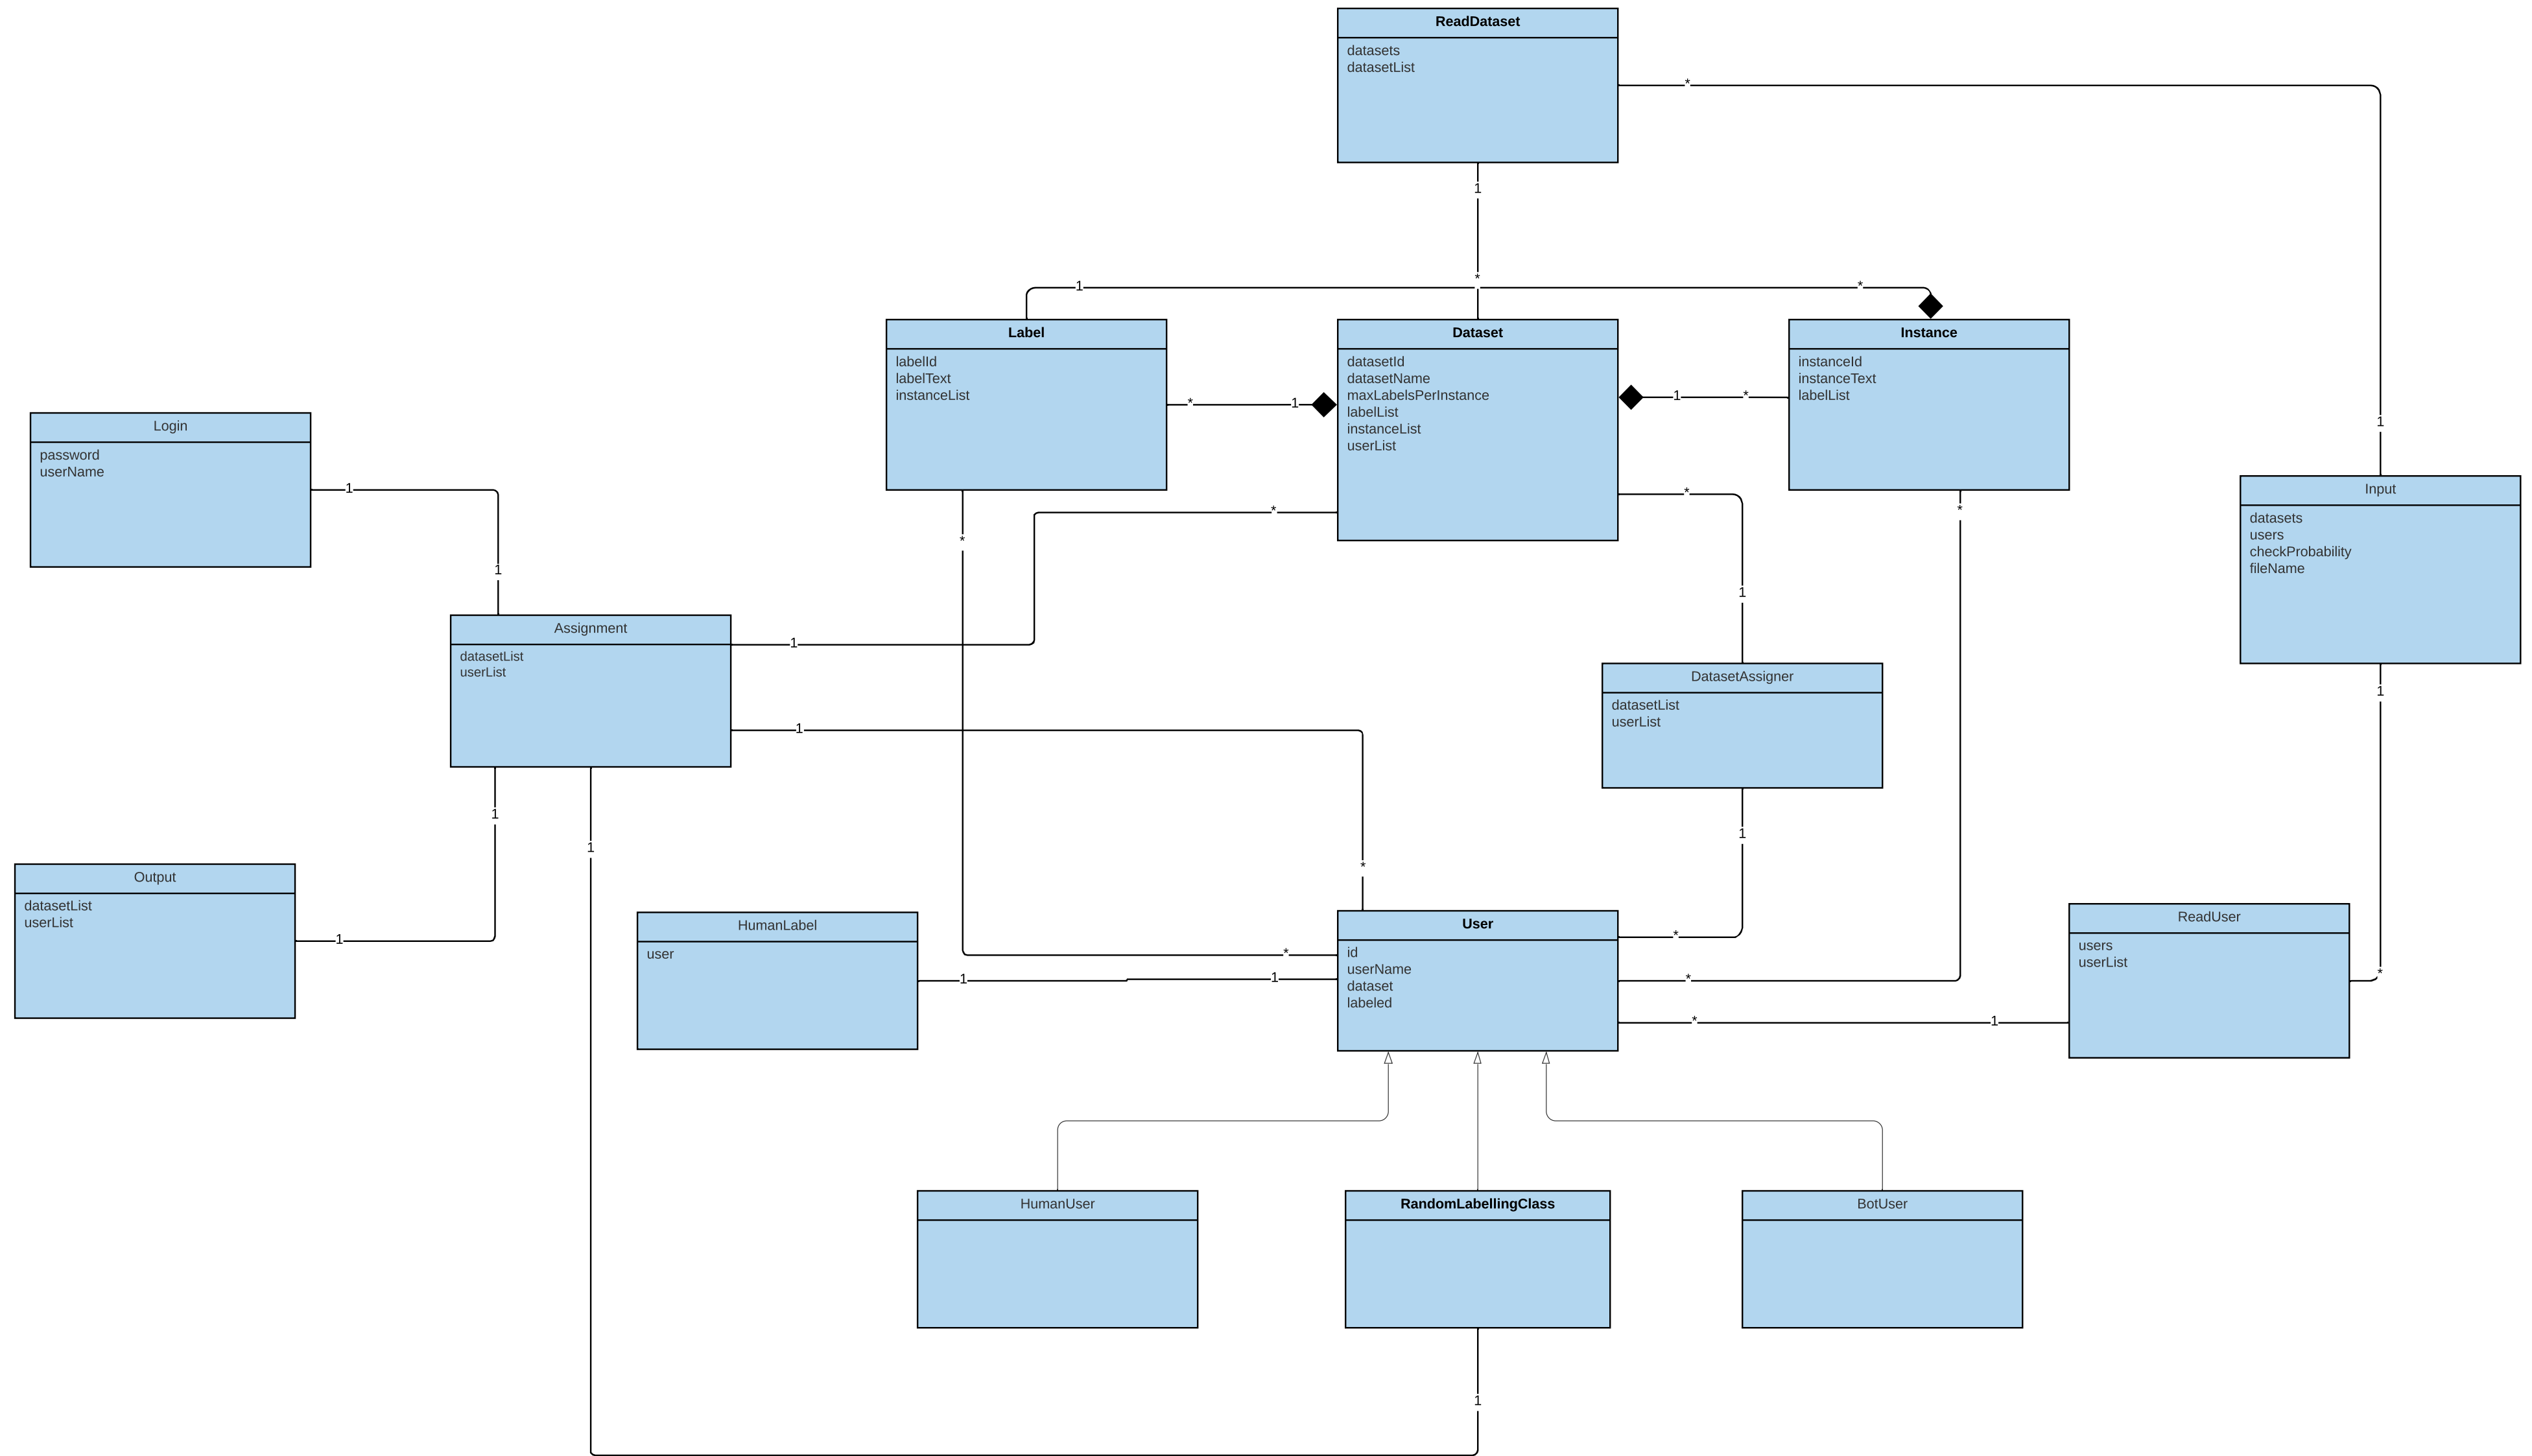 ReadDataset
datasets
datasetList
*
1
*
1
*
Label
labelId
labelText
instanceList
Dataset
datasetId
datasetName
maxLabelsPerInstance
labelList
instanceList
userList
Instance
instanceId
instanceText
labelList
*
1
1
*
Login
password
userName
1
1
*
*
*
*
1
1
Input
datasets
users
checkProbability
fileName
Assignment
datasetList
userList
1
1
DatasetAssigner
datasetList
userList
1
1
1
1
*
*
Output
datasetList
userList
1
HumanLabel
user
1
1
*
User
id
userName
dataset
labeled
*
*
*
1
ReadUser
users
userList
*
HumanUser
RandomLabellingClass
BotUser
1